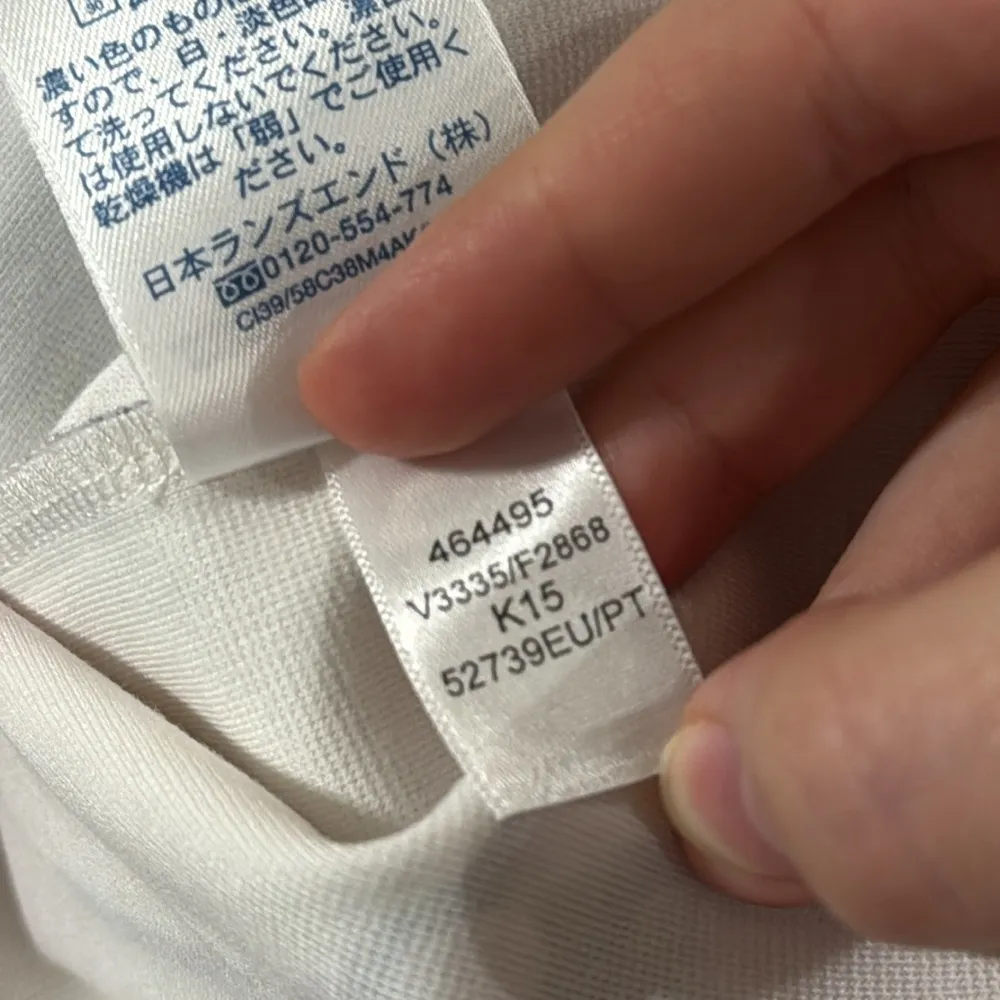 濃い色のものは
すので、白・淡色
て洗ってください。濃
は使用しないでください。
乾燥機は「弱」でご使用く
ださい。
日本ランズエンド（株）
0120-554-774
CI39/58C38M4AK
464495
V3335/F2868
K15
52739EU/PT